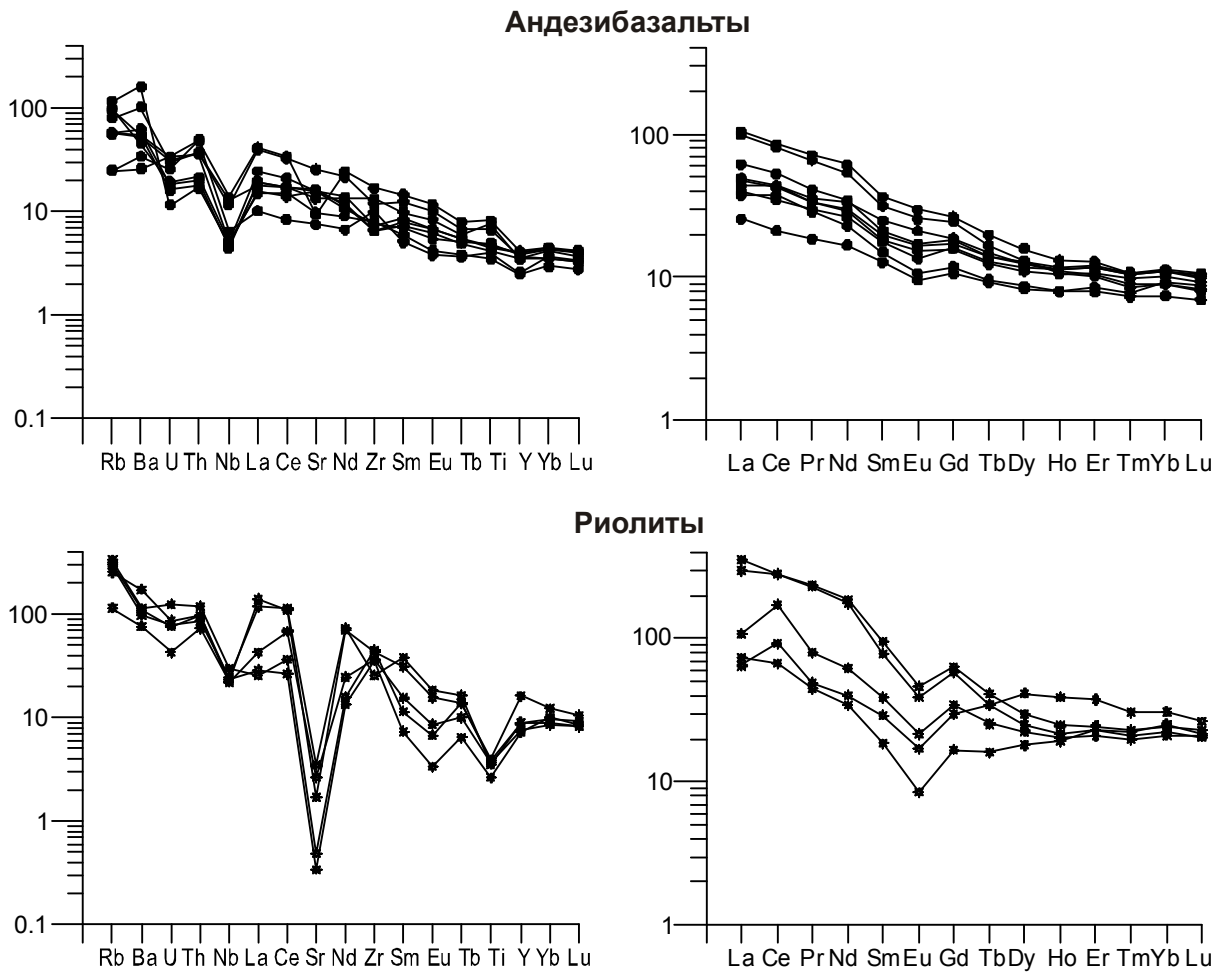 Андезибазальты
100
10
1
0.1
Rb Ba U Th Nb La Ce Sr Nd Zr Sm Eu Tb Ti Y Yb Lu
100
10
1
La Ce Pr Nd Sm Eu Gd Tb Dy Ho Er Tm Yb Lu
Риолиты
100
10
1
0.1
Rb Ba U Th Nb La Ce Sr Nd Zr Sm Eu Tb Ti Y Yb Lu
100
10
1
La Ce Pr Nd Sm Eu Gd Tb Dy Ho Er Tm Yb Lu